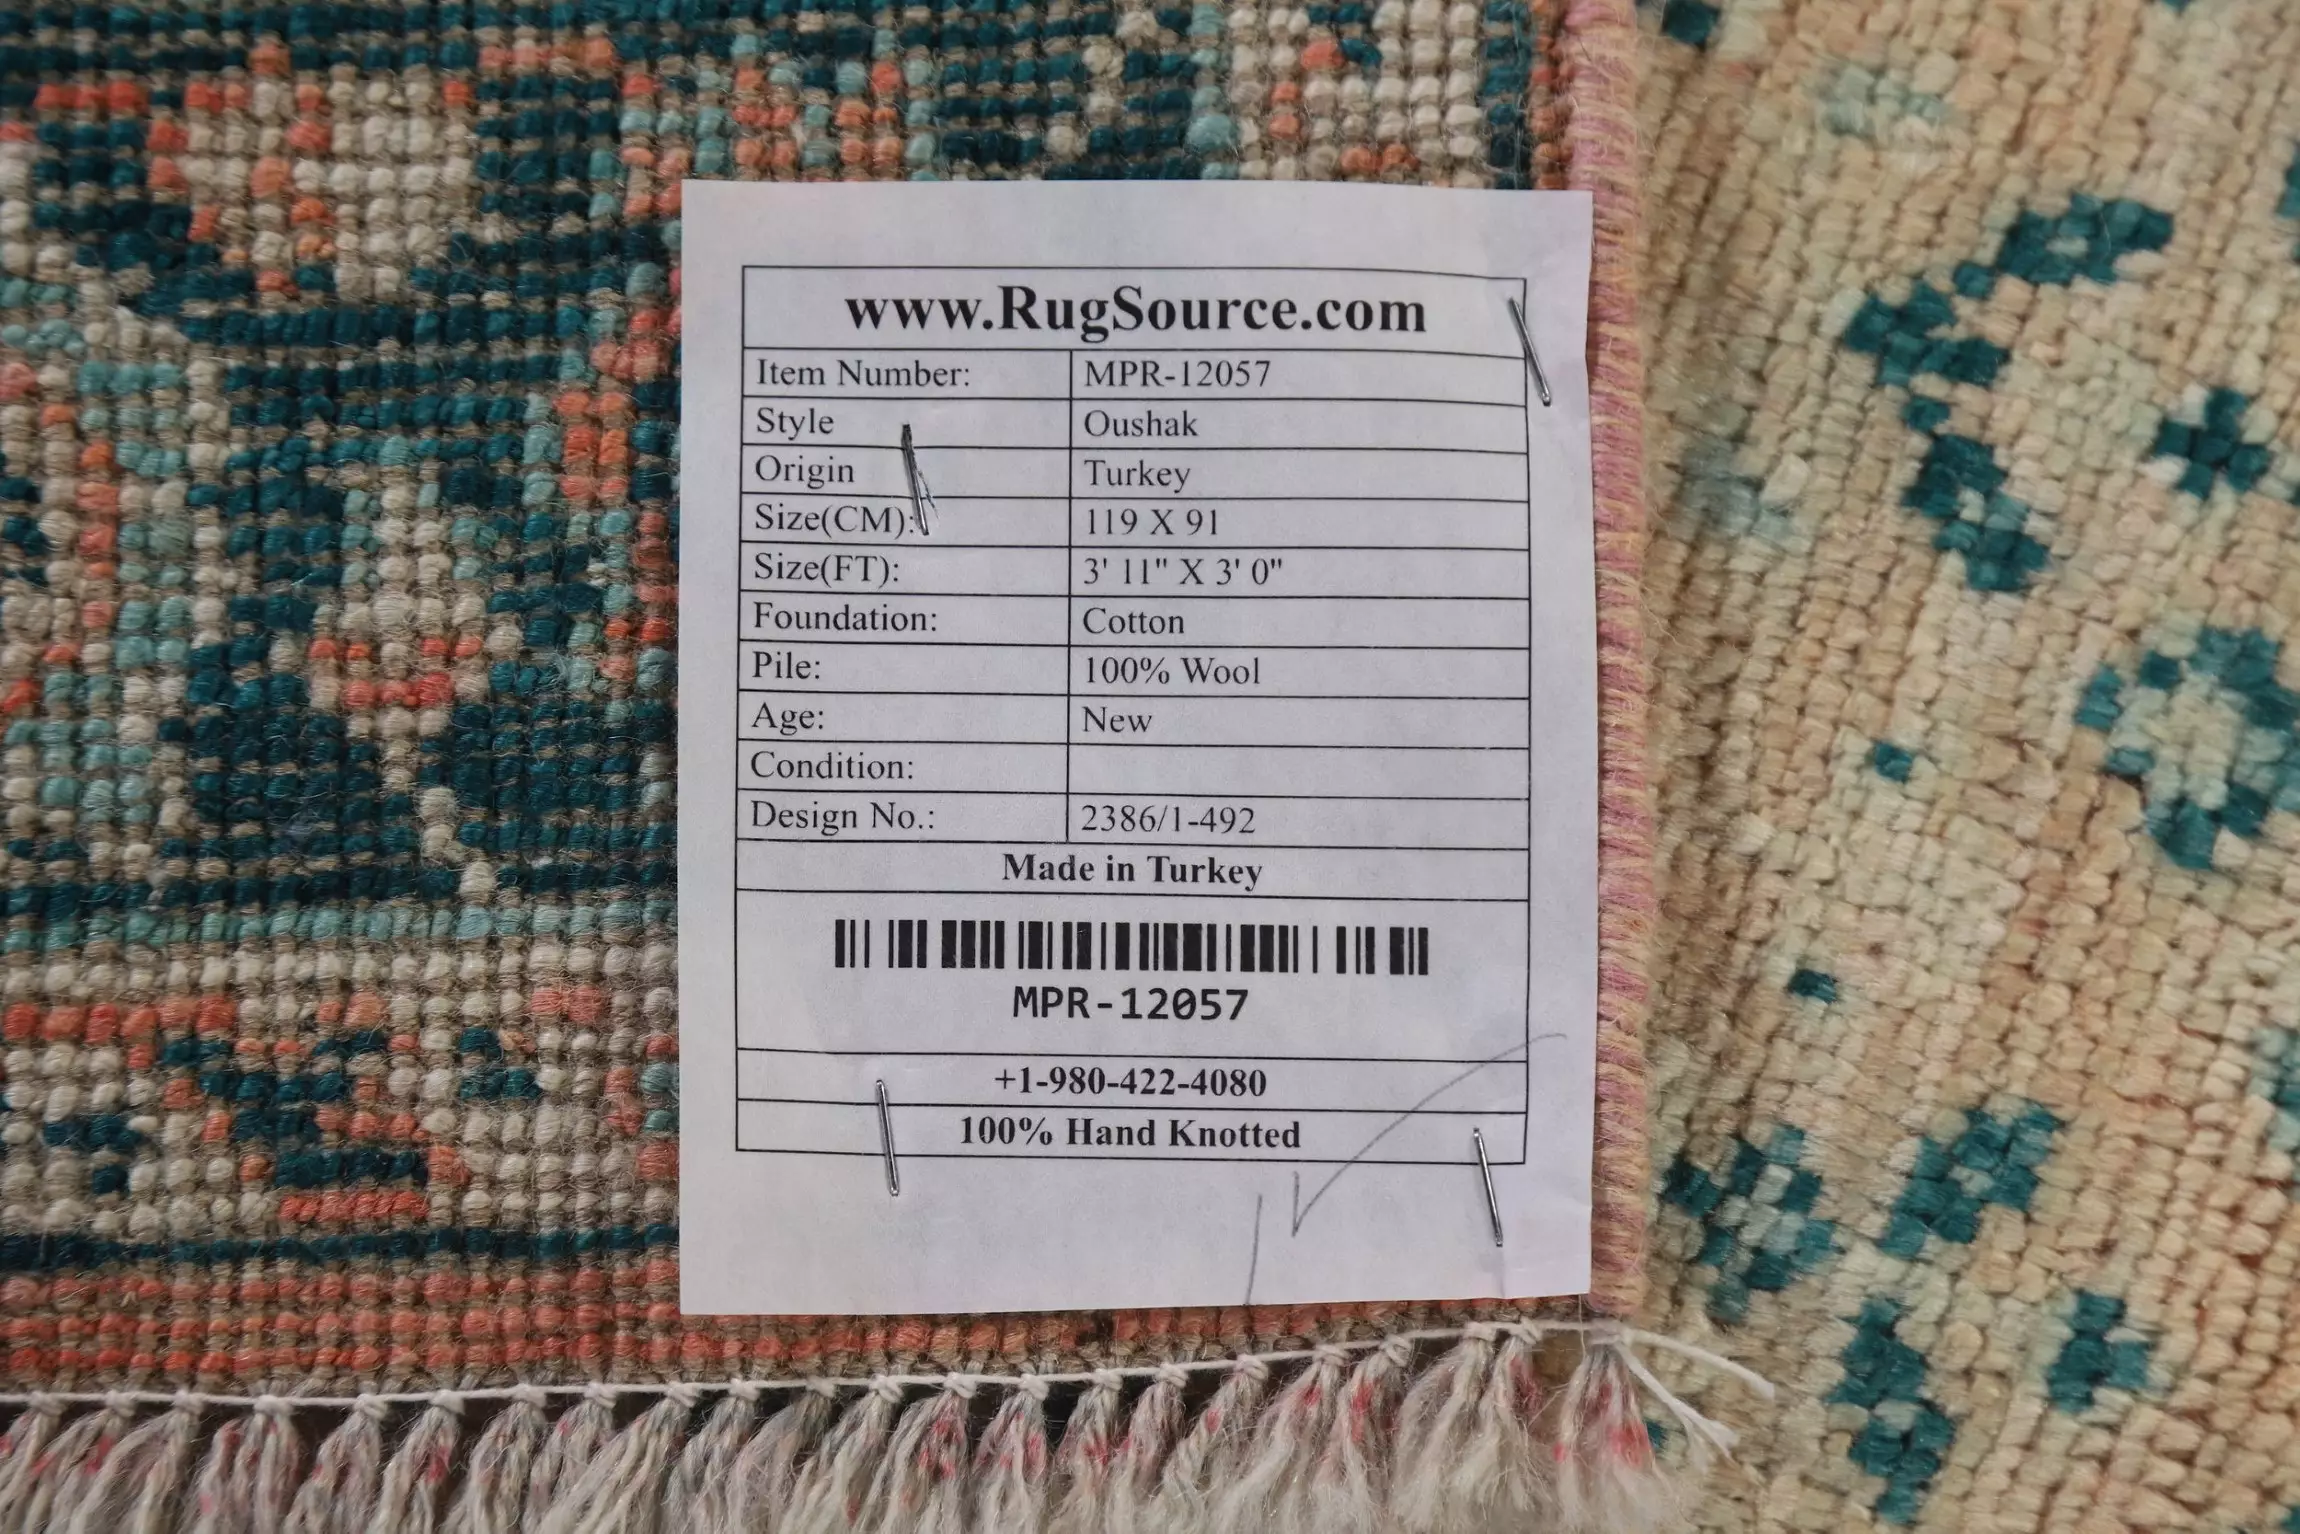 www.RugSource.com
Item Number: MPR-12057
Style Oushak
Origin Turkey
Size(CM): 119 X 91
Size(FT): 3' 11" X 3' 0"
Foundation: Cotton
Pile: 100% Wool
Age: New
Condition:
Design No.: 2386/1-492
Made in Turkey
MPR-12057
+1-980-422-4080
100% Hand Knotted